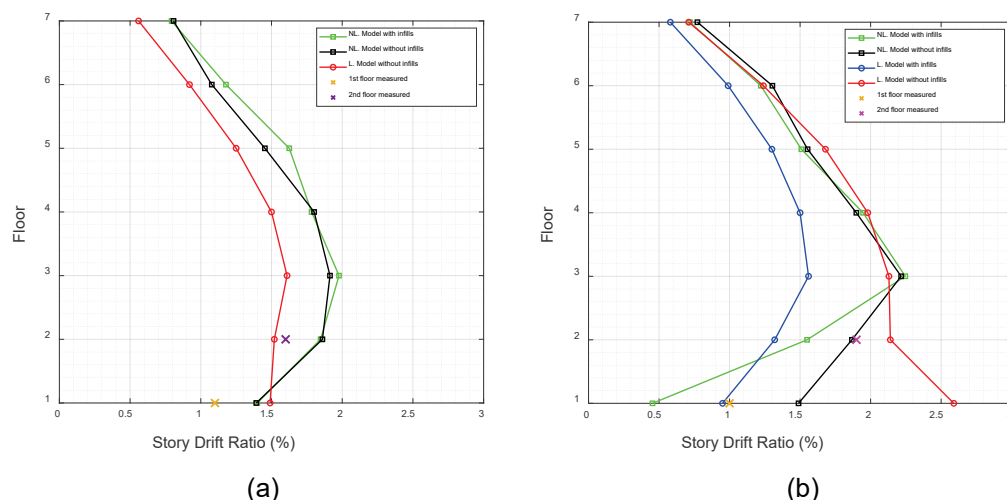 7
6
5
4
3
2
1
Floor
0
0.5
1
1.5
2
2.5
3
Story Drift Ratio (%)
NL. Model with infills
NL. Model without infills
L. Model without infills
1st floor measured
2nd floor measured
(a)
7
6
5
4
3
2
1
Floor
0
0.5
1
1.5
2
2.5
Story Drift Ratio (%)
NL. Model with infills
NL. Model without infills
L. Model with infills
L. Model without infills
1st floor measured
2nd floor measured
(b)